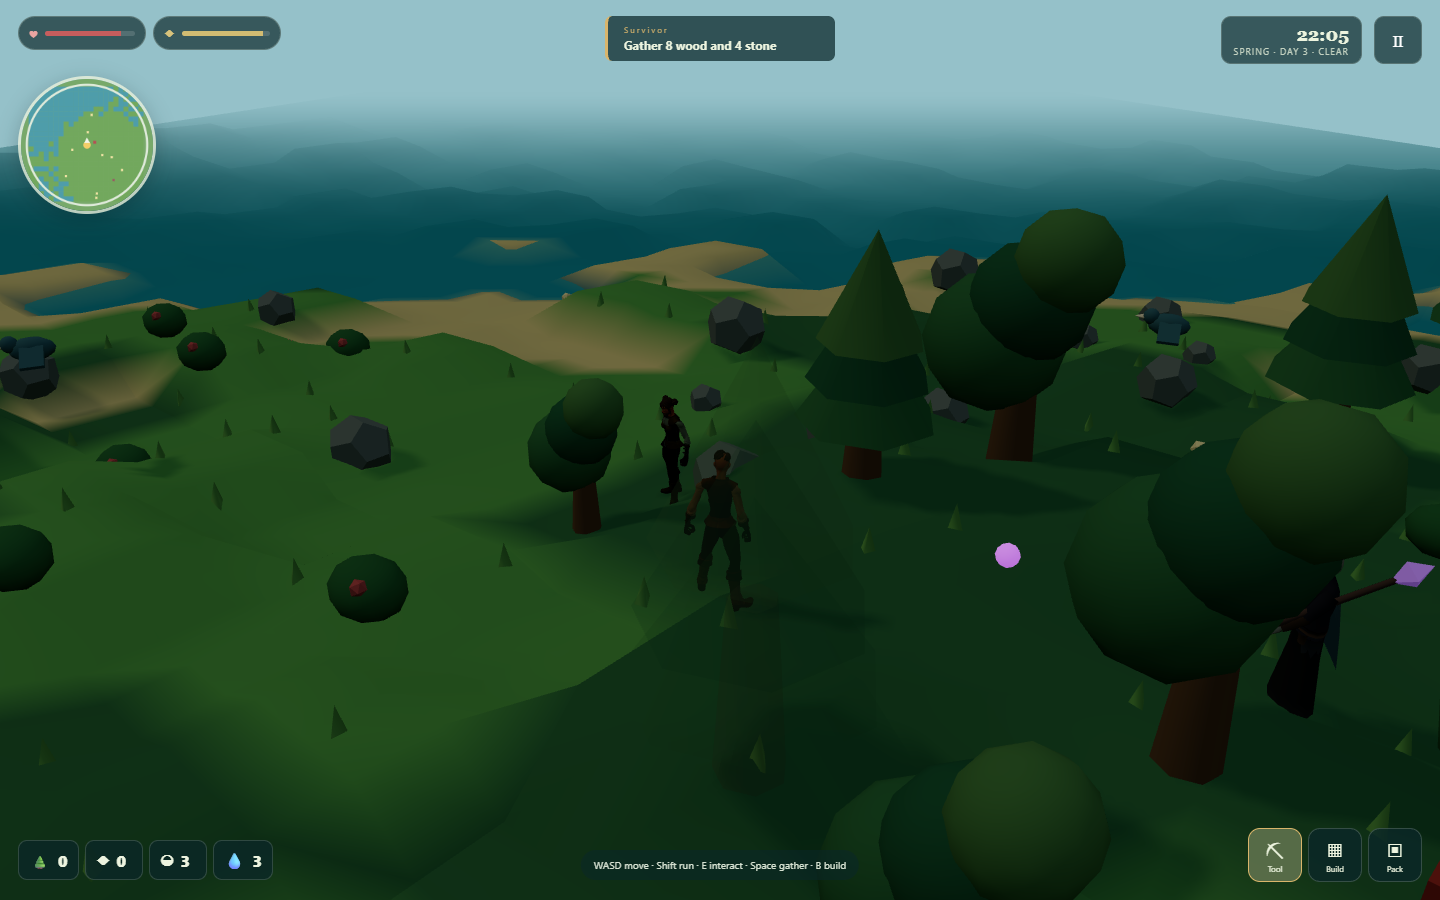 Survivor
Gather 8 wood and 4 stone
22:05
SPRING · DAY 3 · CLEAR
II
0
0
3
3
WASD move · Shift run · E interact · Space gather · B build
Tool
Build
Pack